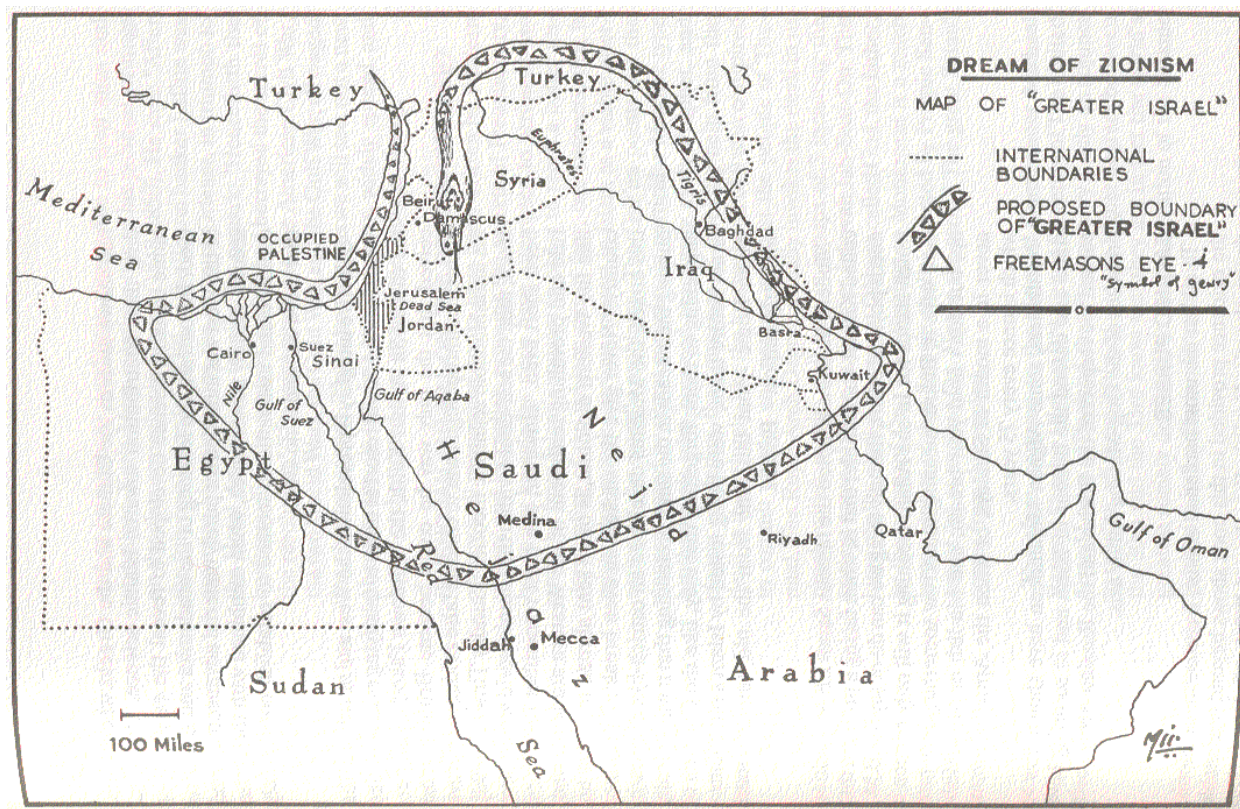 DREAM OF ZIONISM
MAP OF "GREATER ISRAEL"
INTERNATIONAL
BOUNDARIES
PROPOSED BOUNDARY
OF "GREATER ISRAEL"
FREEMASONS EYE
"Symbol of
Turkey
Turkey
Mediterranean
Sea
Euphrates
Tigris
Syria
Beirut
Damascus
Baghdad
Iraq
OCCUPIED
PALESTINE
Jerusalem
Dead Sea
Jordan
Basra
Kuwait
Cairo
Suez
Sinai
Nile
Gulf of
Suez
Gulf of Aqaba
Egypt
Saudi
Nejd
Hejaz
Medina
Riyadh
Qatar
Gulf of Oman
Red
Sea
Jiddah
Mecca
Arabia
Sudan
100 Miles